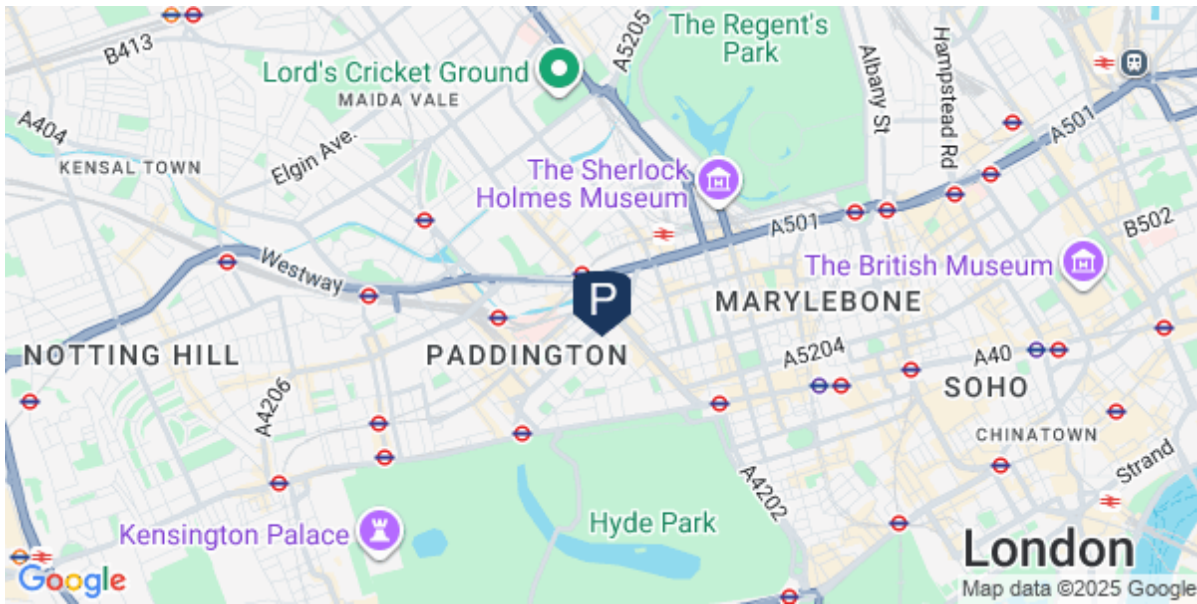 B413
A5205
The Regent's
Park
Lord's Cricket Ground
MAIDA VALE
Albany St
Hampstead Rd
A404
A501
Elgin Ave.
KENSAL TOWN
The Sherlock
Holmes Museum
A501
B502
Westway
The British Museum
P
MARYLEBONE
NOTTING HILL
PADDINGTON
A5204
A40
A4206
SOHO
CHINATOWN
Strand
A4202
Kensington Palace
Hyde Park
London
Google
Map data ©2025 Google